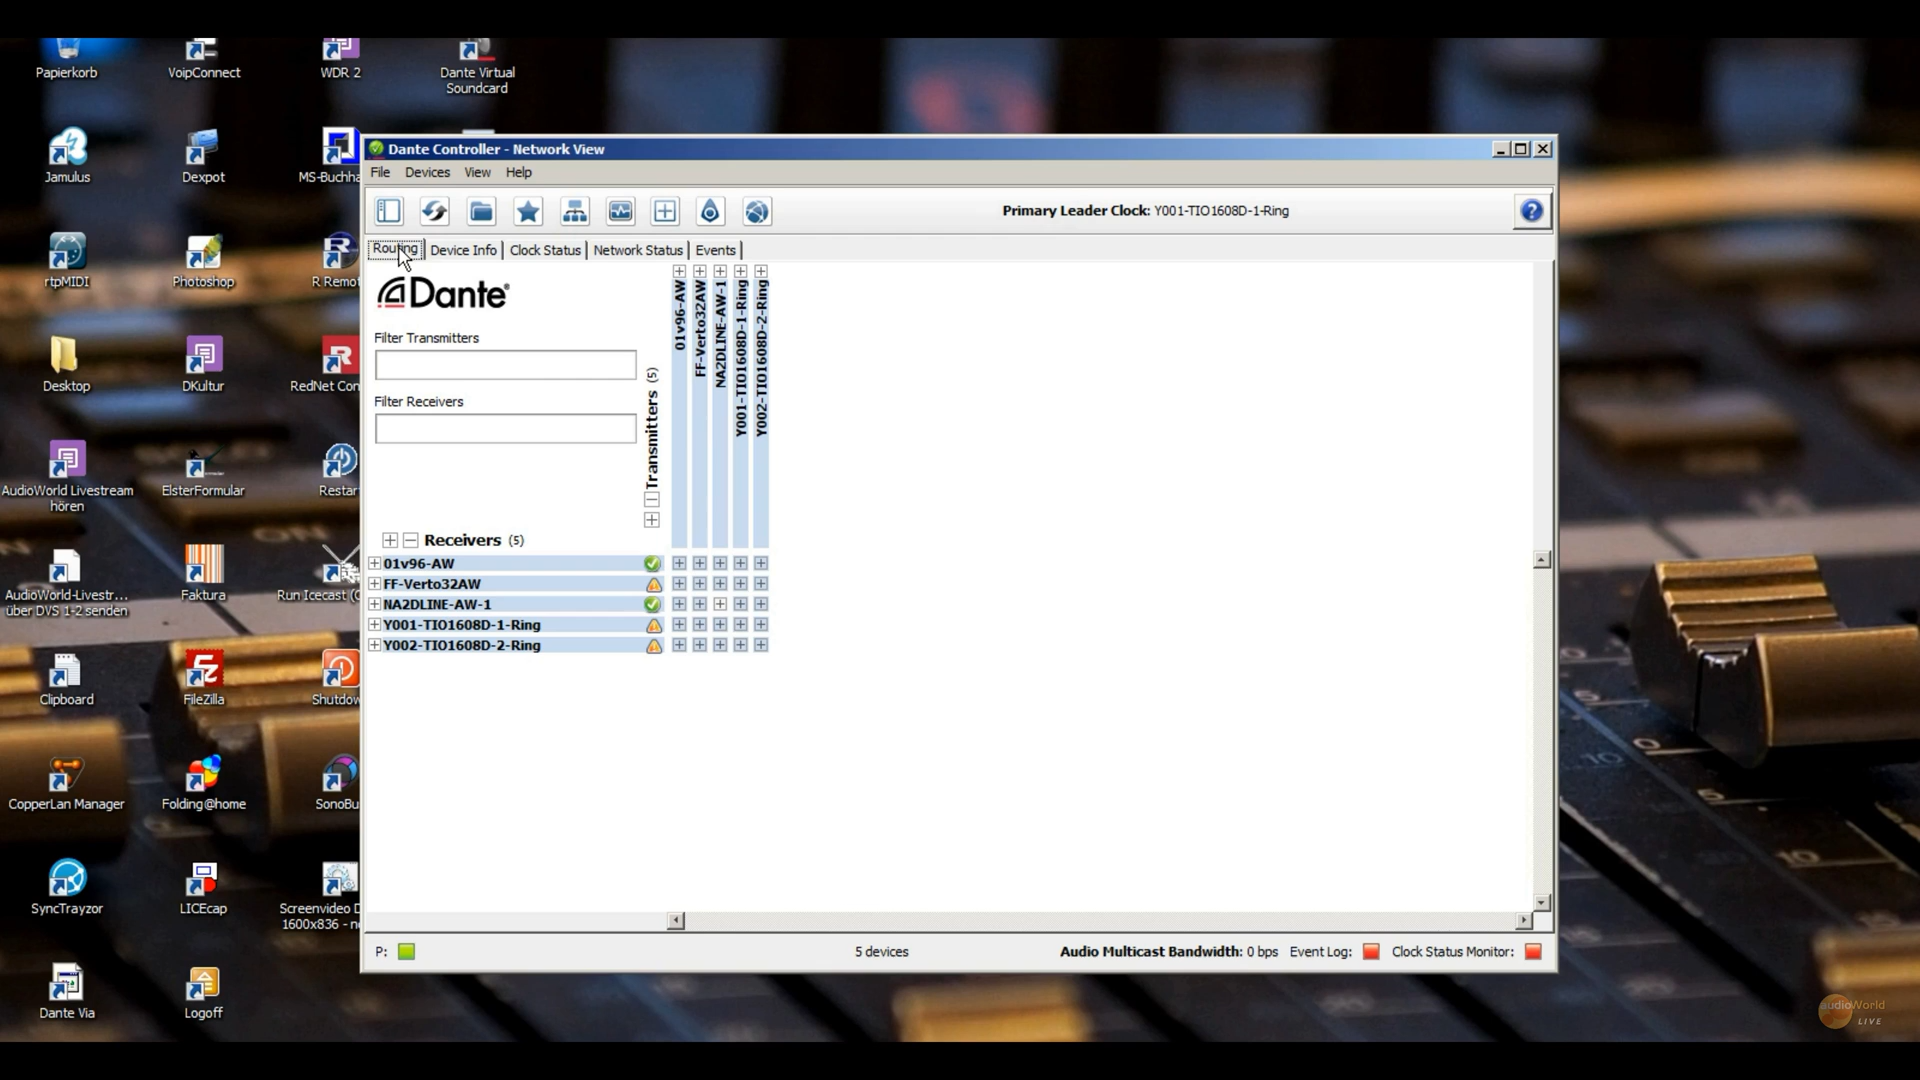 Papierkorb
VoipConnect
WDR 2
Dante Virtual
Soundcard
Jamulus
Dexpot
MS-Buchha
rtpMIDI
Photoshop
R Remot
Desktop
DKultur
RedNet Con
AudioWorld Livestream
hören
ElsterFormular
Restar
AudioWorld-Livestr...
über DVS 1-2 senden
Faktura
Run Icecast (
Clipboard
FileZilla
Shutdow
CopperLan Manager
Folding@home
SonoBu
SyncTrayzor
LICEcap
Screenvideo D
1600x836 - n
Dante Via
Logoff
Dante Controller - Network View
File Devices View Help
Primary Leader Clock: Y001-TIO1608D-1-Ring
Routing Device Info Clock Status Network Status Events
Dante
Filter Transmitters
Filter Receivers
Transmitters (5)
01v96-AW
FF-Verto32AW
NA2DLINE-AW-1
Y001-TIO1608D-1-Ring
Y002-TIO1608D-2-Ring
Receivers (5)
01v96-AW
FF-Verto32AW
NA2DLINE-AW-1
Y001-TIO1608D-1-Ring
Y002-TIO1608D-2-Ring
P:
5 devices
Audio Multicast Bandwidth: 0 bps Event Log: Clock Status Monitor:
ON
0
5
10
audioWorld
LIVE